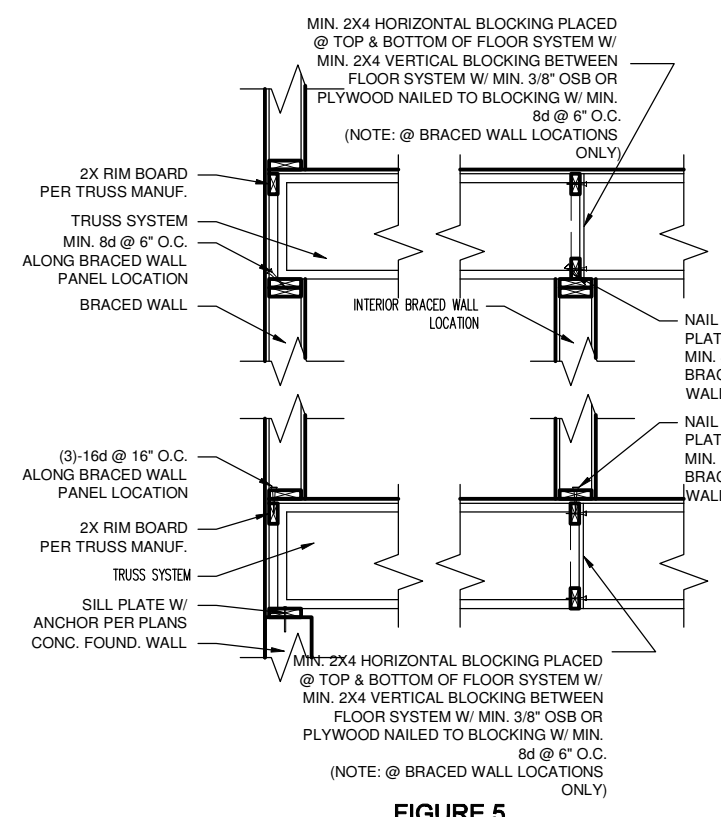 MIN. 2X4 HORIZONTAL BLOCKING PLACED
@ TOP & BOTTOM OF FLOOR SYSTEM W/
MIN. 2X4 VERTICAL BLOCKING BETWEEN
FLOOR SYSTEM W/ MIN. 3/8" OSB OR
PLYWOOD NAILED TO BLOCKING W/ MIN.
8d @ 6" O.C.
(NOTE: @ BRACED WALL LOCATIONS
ONLY)
2X RIM BOARD
PER TRUSS MANUF.
TRUSS SYSTEM
MIN. 8d @ 6" O.C.
ALONG BRACED WALL
PANEL LOCATION
BRACED WALL
INTERIOR BRACED WALL
LOCATION
NAIL
PLAT
MIN.
BRAC
WALL
NAIL
PLAT
MIN.
BRAC
WALL
(3)-16d @ 16" O.C.
ALONG BRACED WALL
PANEL LOCATION
2X RIM BOARD
PER TRUSS MANUF.
TRUSS SYSTEM
SILL PLATE W/
ANCHOR PER PLANS
CONC. FOUND. WALL
MIN. 2X4 HORIZONTAL BLOCKING PLACED
@ TOP & BOTTOM OF FLOOR SYSTEM W/
MIN. 2X4 VERTICAL BLOCKING BETWEEN
FLOOR SYSTEM W/ MIN. 3/8" OSB OR
PLYWOOD NAILED TO BLOCKING W/ MIN.
8d @ 6" O.C.
(NOTE: @ BRACED WALL LOCATIONS
ONLY)
FIGURE 5